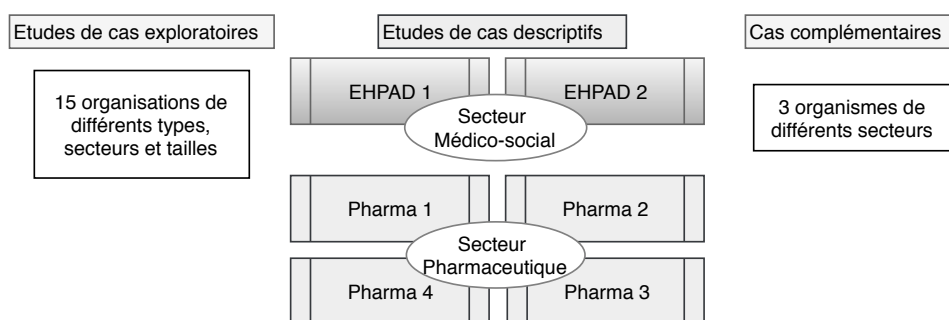 Etudes de cas exploratoires
15 organisations de
différents types,
secteurs et tailles
Etudes de cas descriptifs
EHPAD 1
EHPAD 2
Secteur
Médico-social
Pharma 1
Pharma 2
Secteur
Pharmaceutique
Pharma 4
Pharma 3
Cas complémentaires
3 organismes de
différents secteurs